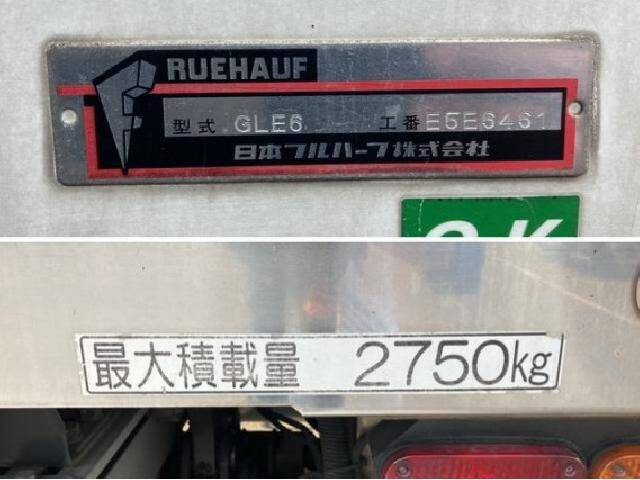 RUEHAUF
型式 GLE6 工番 E5E6461
日本フルハーフ株式会社
最大積載量 2750kg